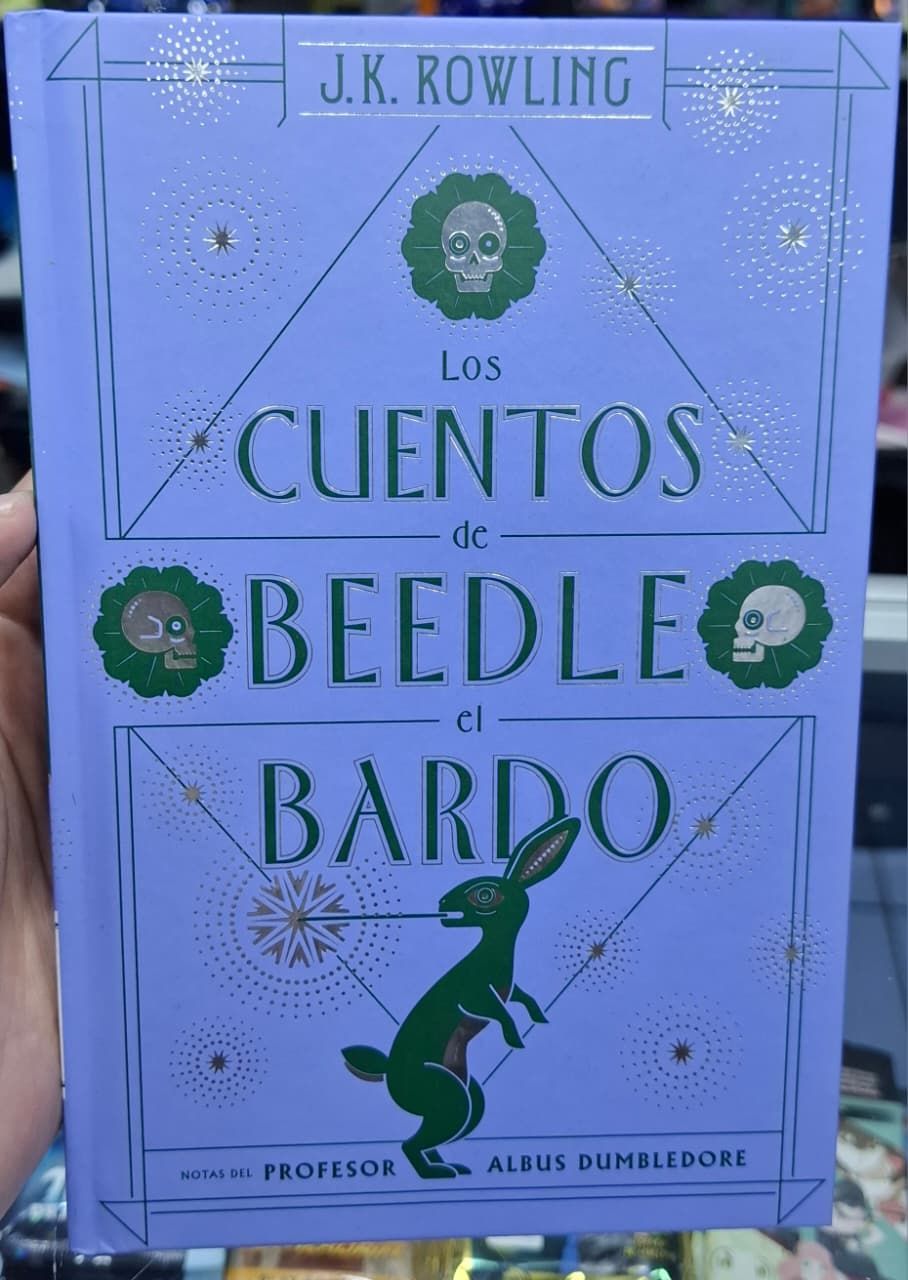 J.K. ROWLING
Los
CUENTOS
de
BEEDLE
el
BARDO
NOTAS DEL PROFESOR ALBUS DUMBLEDORE